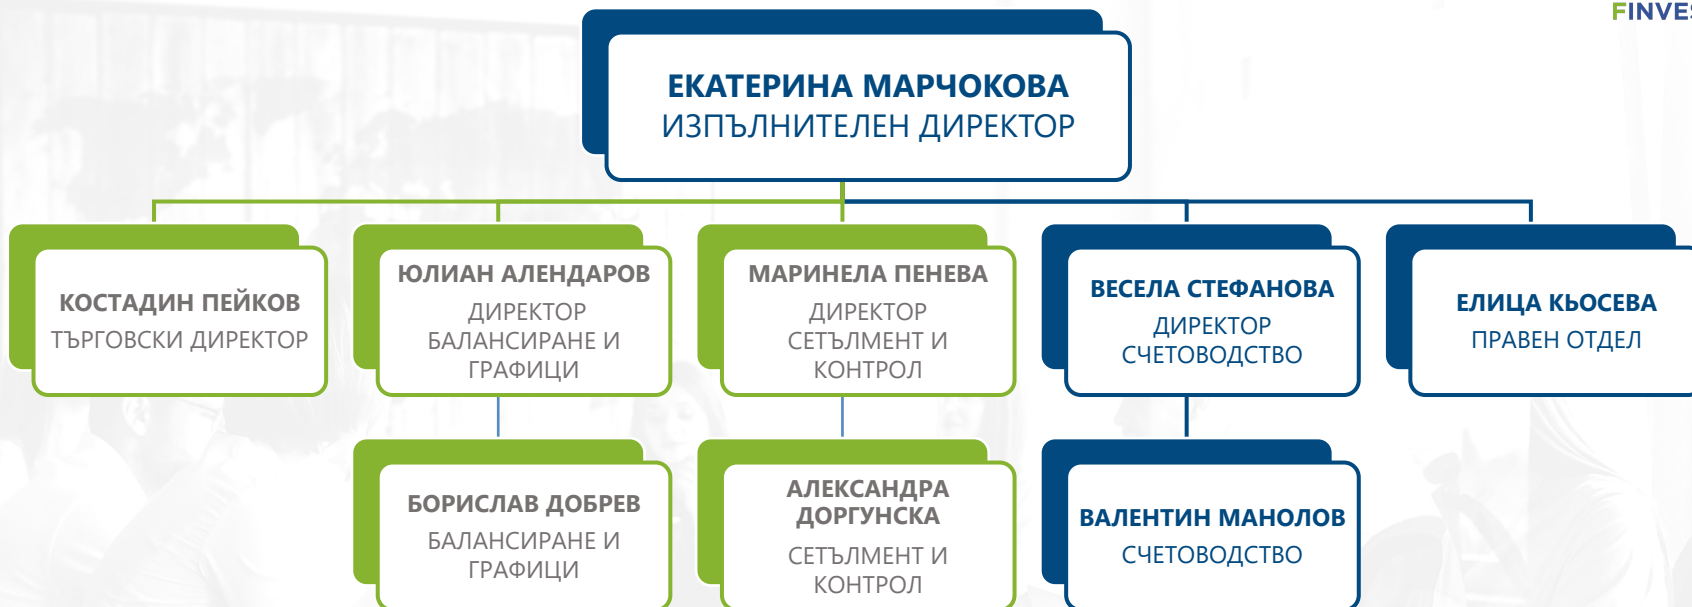 FINVES
ЕКАТЕРИНА МАРЧОКОВА
ИЗПЪЛНИТЕЛЕН ДИРЕКТОР
КОСТАДИН ПЕЙКОВ
ТЪРГОВСКИ ДИРЕКТОР
ЮЛИАН АЛЕНДАРОВ
ДИРЕКТОР
БАЛАНСИРАНЕ И
ГРАФИЦИ
МАРИНЕЛА ПЕНЕВА
ДИРЕКТОР
СЕТЪЛМЕНТ И
КОНТРОЛ
ВЕСЕЛА СТЕФАНОВА
ДИРЕКТОР
СЧЕТОВОДСТВО
ЕЛИЦА КЬОСЕВА
ПРАВЕН ОТДЕЛ
БОРИСЛАВ ДОБРЕВ
БАЛАНСИРАНЕ И
ГРАФИЦИ
АЛЕКСАНДРА
ДОРГУНСКА
СЕТЪЛМЕНТ И
КОНТРОЛ
ВАЛЕНТИН МАНОЛОВ
СЧЕТОВОДСТВО